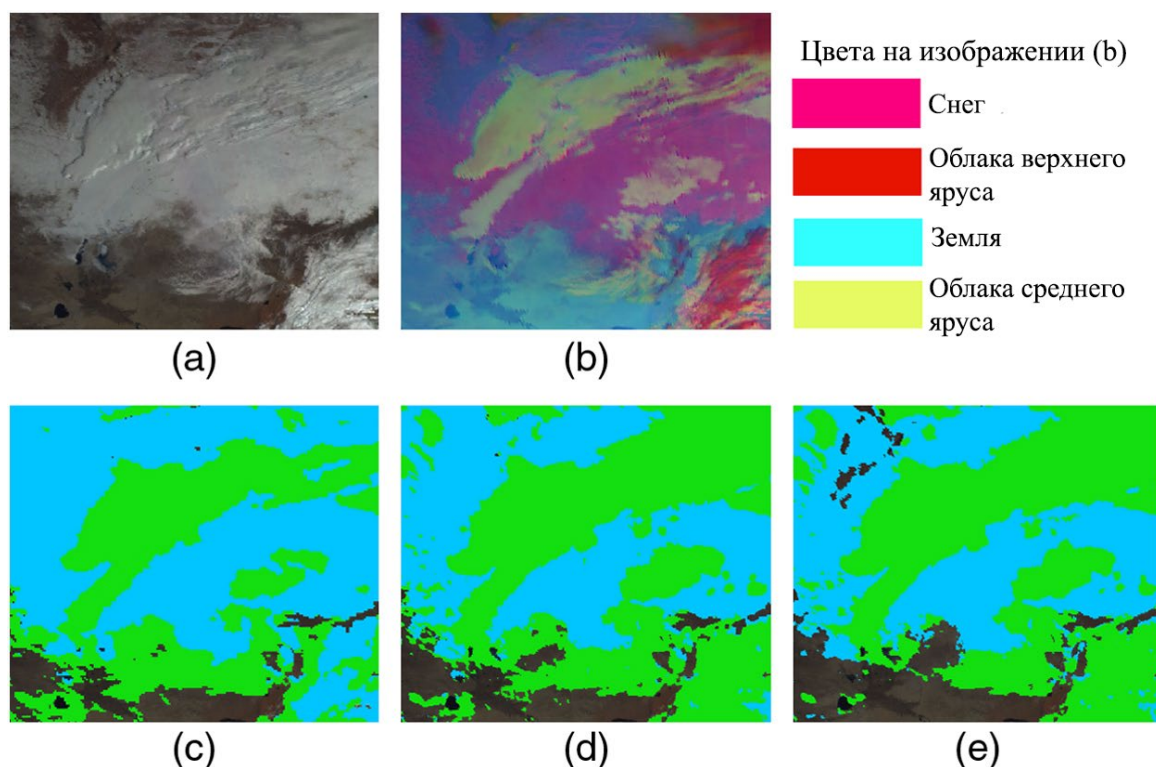 Цвета на изображении (b)
Снег
Облака верхнего
яруса
Земля
Облака среднего
яруса
(a)
(b)
(c)
(d)
(e)